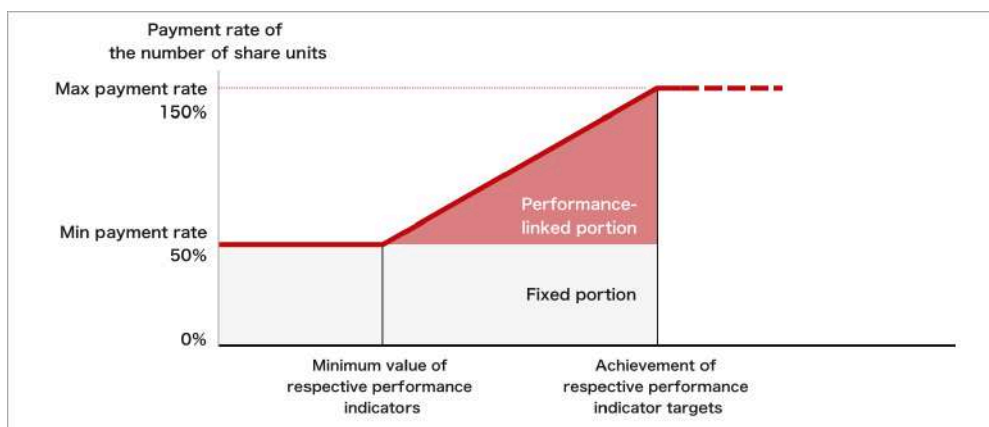 Payment rate of
the number of share units
Max payment rate
150%
Performance-
linked portion
Min payment rate
50%
Fixed portion
0%
Minimum value of
respective performance
indicators
Achievement of
respective performance
indicator targets